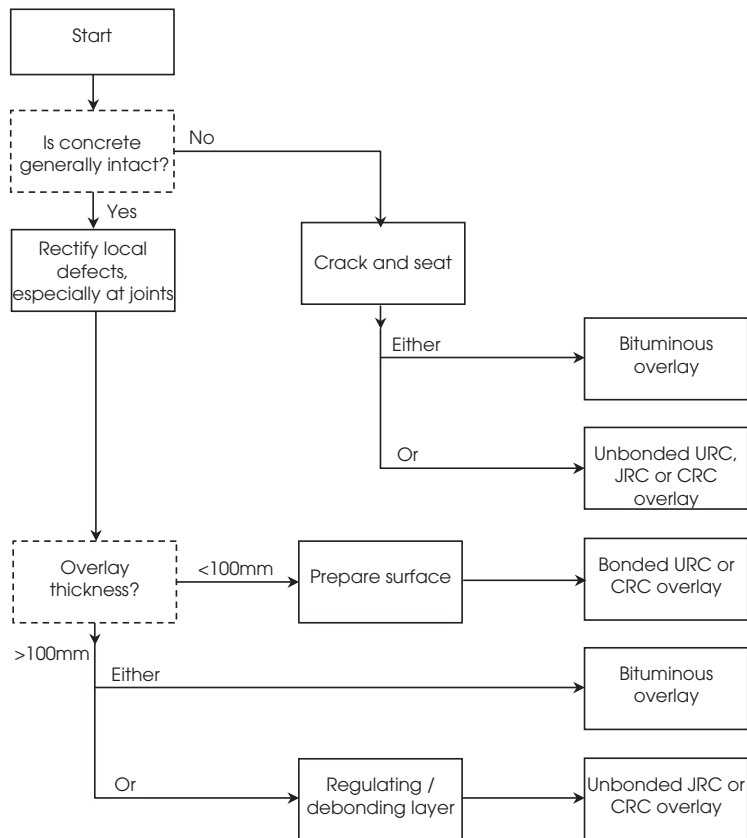 Start
Is concrete
generally intact?
No
Yes
Rectify local
defects,
especially at joints
Crack and seat
Either
Bituminous
overlay
Or
Unbonded URC,
JRC or CRC
overlay
Overlay
thickness?
<100mm
Prepare surface
Bonded URC or
CRC overlay
>100mm
Either
Bituminous
overlay
Or
Regulating /
debonding layer
Unbonded JRC or
CRC overlay